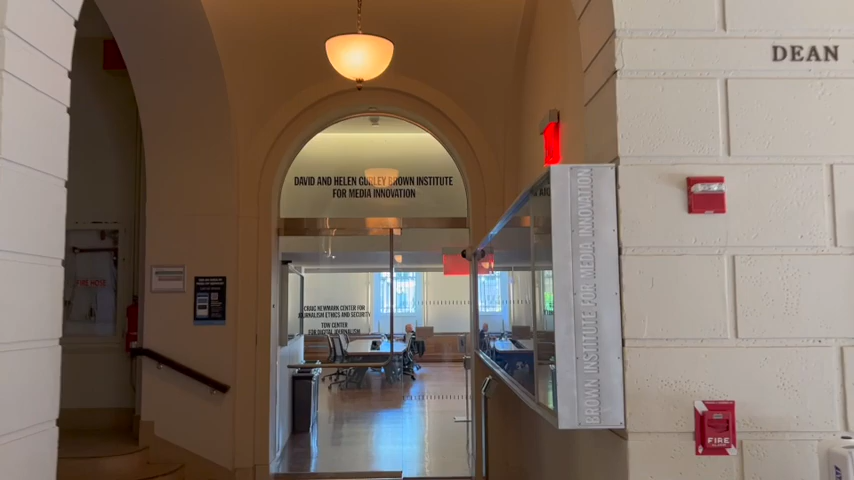 DEAN
DAVID AND HELEN GURLEY BROWN INSTITUTE
FOR MEDIA INNOVATION
BROWN INSTITUTE FOR MEDIA INNOVATION
CRAIG NEWMARK CENTER FOR
JOURNALISM ETHICS AND SECURITY
TOW CENTER
FOR DIGITAL JOURNALISM
FIRE HOSE
FIRE